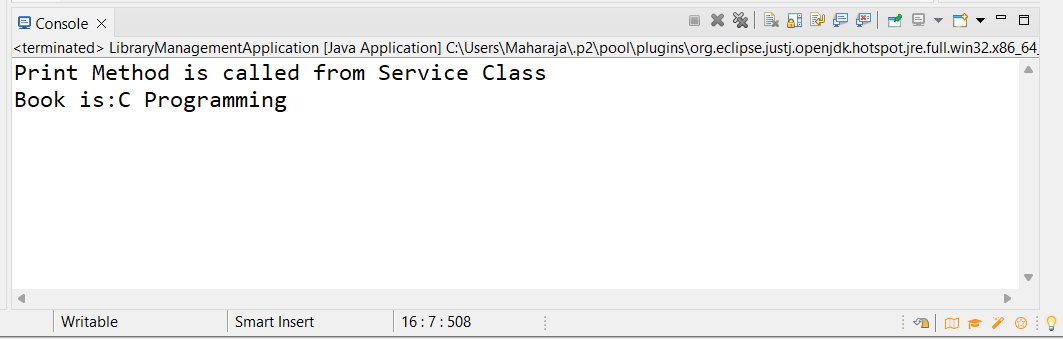 Console
<terminated> LibraryManagementApplication [Java Application] C:\Users\Maharaja\.p2\pool\plugins\org.eclipse.justj.openjdk.hotspot.jre.full.win32.x86_64_
Print Method is called from Service Class
Book is:C Programming
Writable Smart Insert 16 : 7 : 508